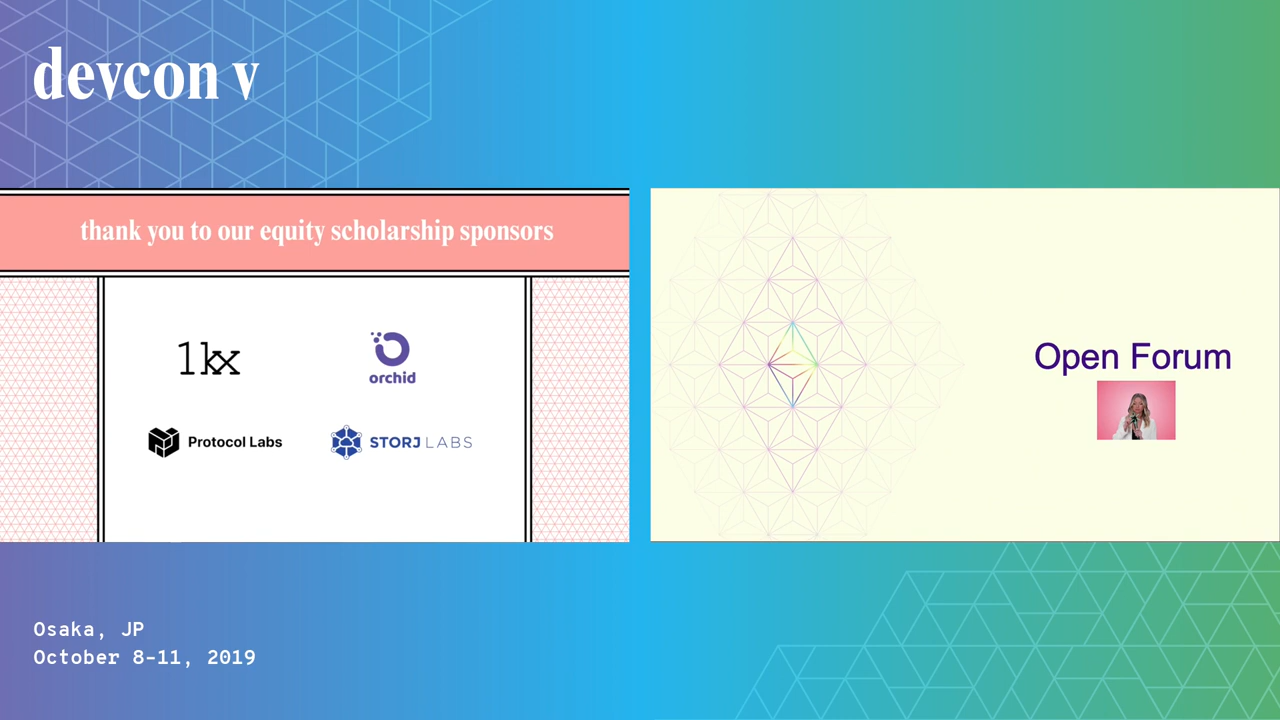 devcon v
thank you to our equity scholarship sponsors
1kx
orchid
Protocol Labs
STORJ LABS
Open Forum
Osaka, JP
October 8-11, 2019